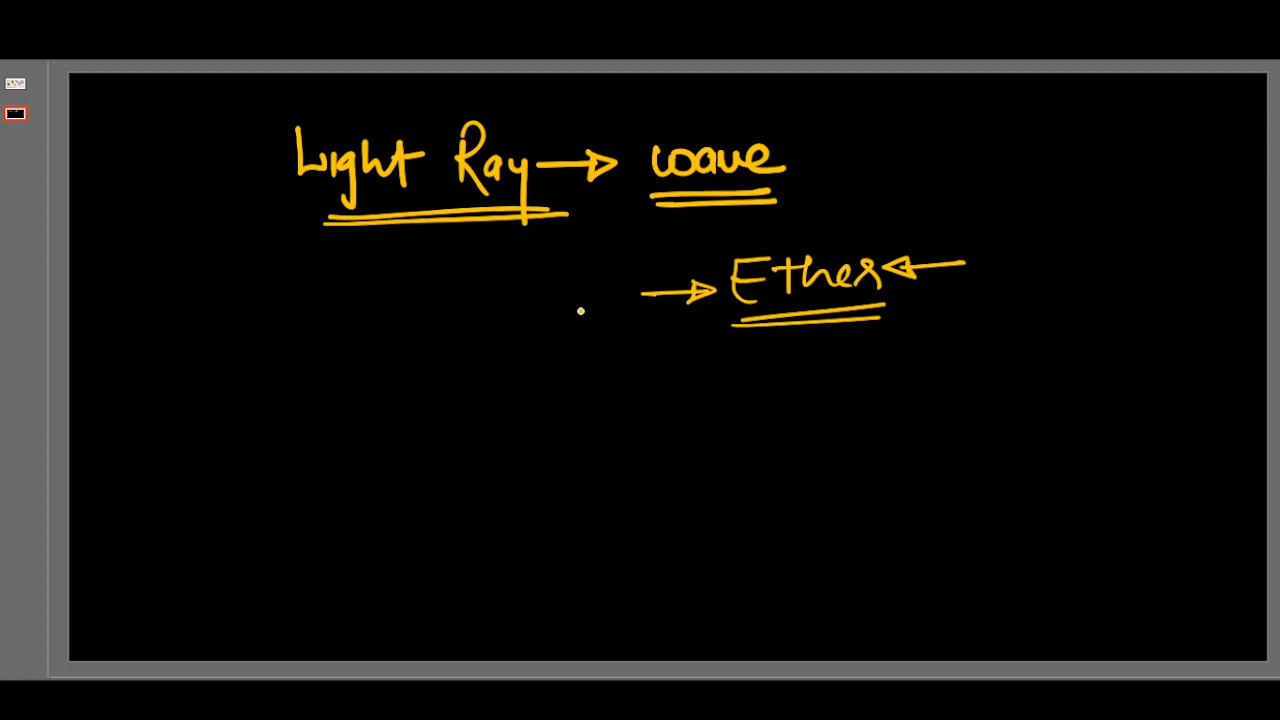 Light Ray → wave
→ Ether ←